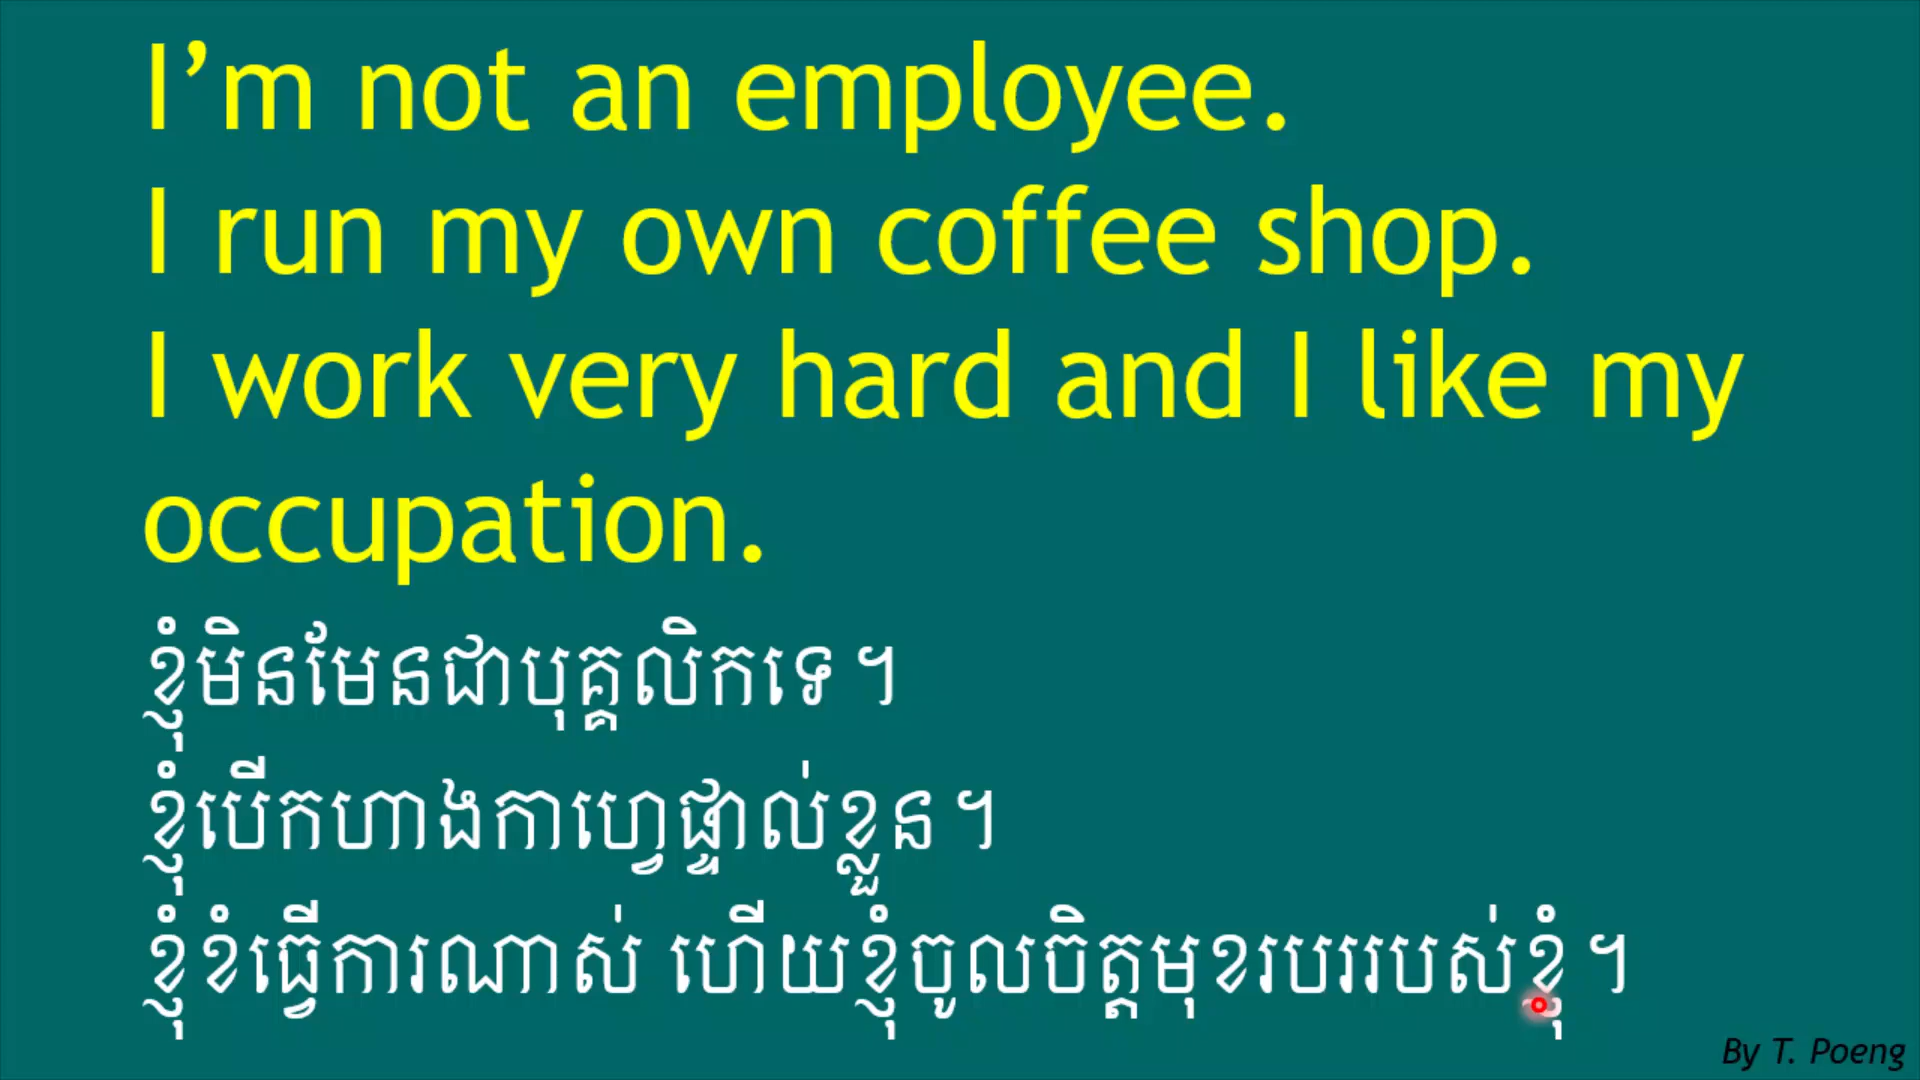 I’m not an employee.
I run my own coffee shop.
I work very hard and I like my
occupation.
ខ្ញុំមិនមែនជាបុគ្គលិកទេ។
ខ្ញុំបើកហាងកាហ្វេផ្ទាល់ខ្លួន។
ខ្ញុំខំធ្វើការណាស់ ហើយខ្ញុំចូលចិត្តមុខរបររបស់ខ្ញុំ។
By T. Poeng